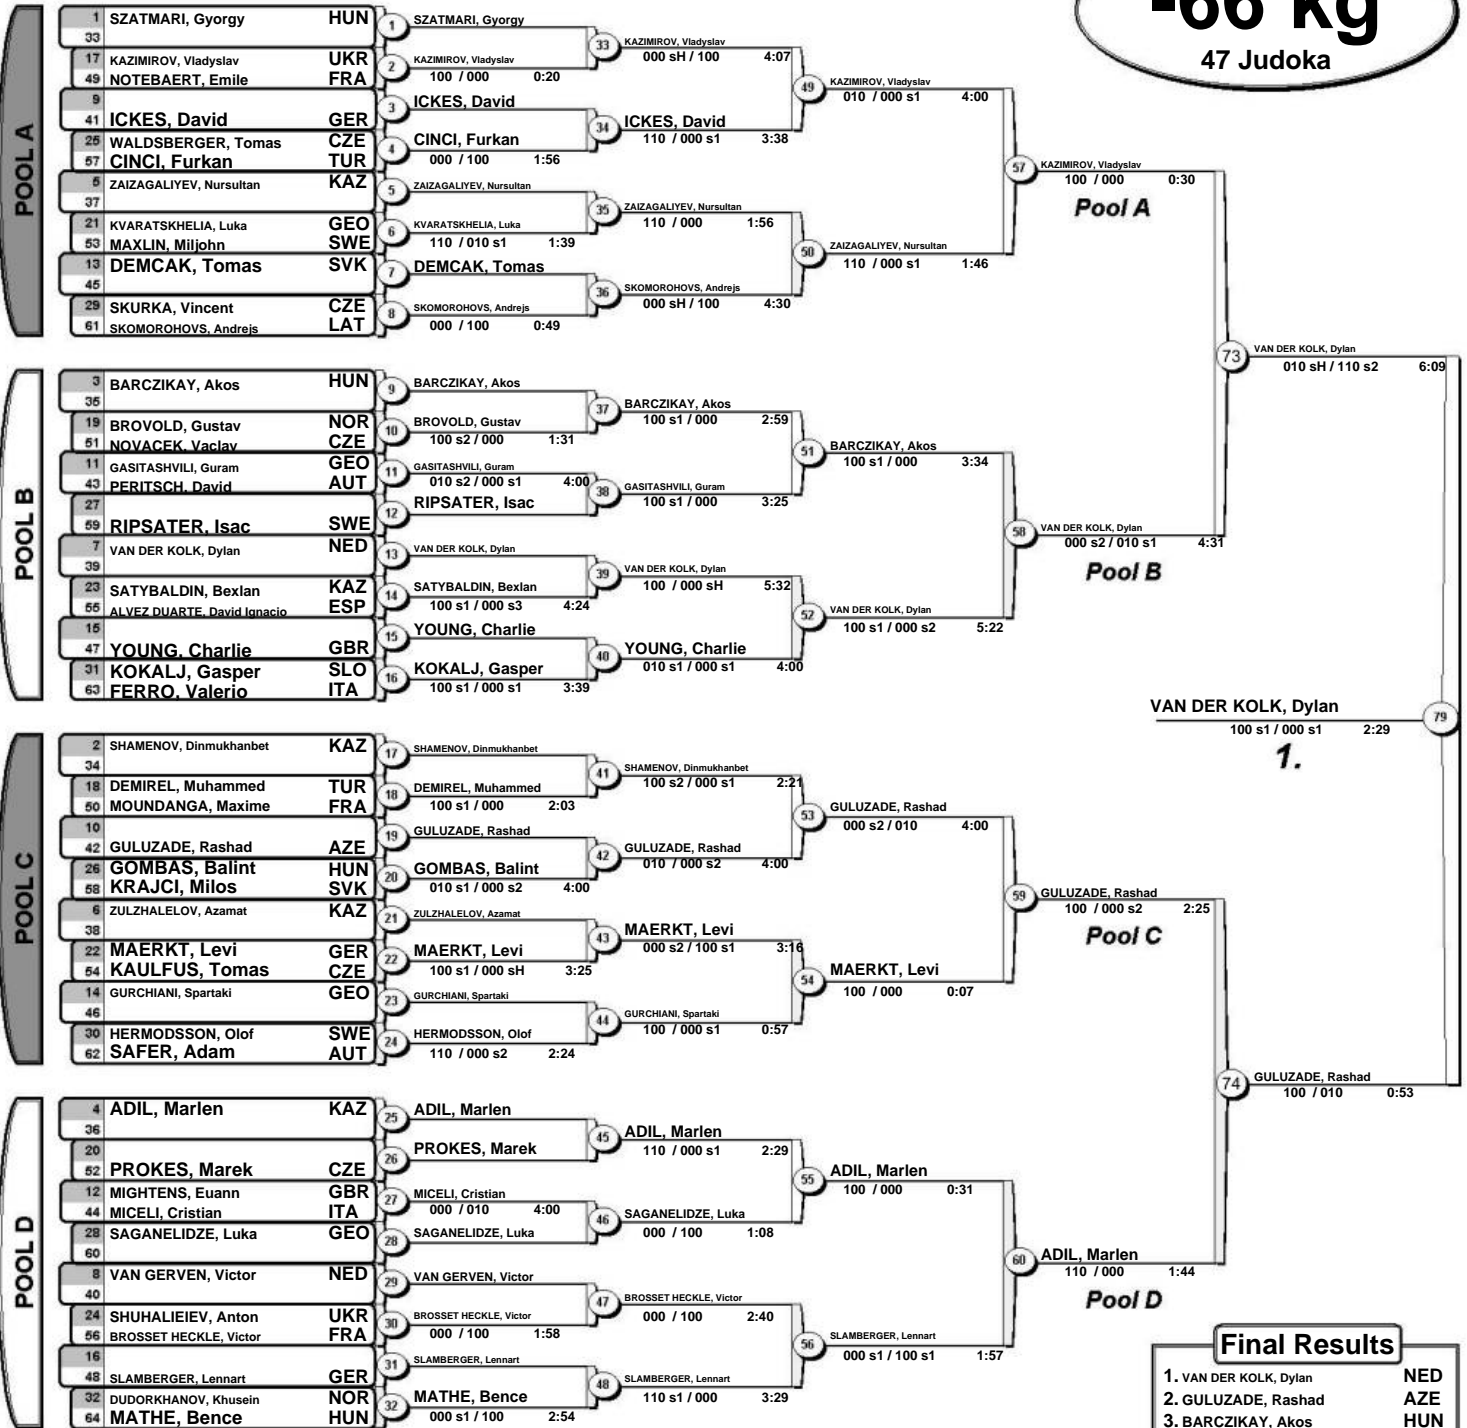 -66 kg
47 Judoka
POOL A
1 SZATMARI, Gyorgy HUN
33
17 KAZIMIROV, Vladyslav UKR
49 NOTEBAERT, Emile FRA
9
41 ICKES, David GER
25 WALDSBERGER, Tomas CZE
57 CINCI, Furkan TUR
5 ZAIZAGALIYEV, Nursultan KAZ
37
21 KVARATSKHELIA, Luka GEO
53 MAXLIN, Miljohn SWE
13 DEMCAK, Tomas SVK
45
29 SKURKA, Vincent CZE
61 SKOMOROHOVS, Andrejs LAT
1 SZATMARI, Gyorgy
2 KAZIMIROV, Vladyslav
100 / 000 0:20
3 ICKES, David
4 CINCI, Furkan
000 / 100 1:56
5 ZAIZAGALIYEV, Nursultan
6 KVARATSKHELIA, Luka
110 / 010 s1 1:39
7 DEMCAK, Tomas
8 SKOMOROHOVS, Andrejs
000 / 100 0:49
33 KAZIMIROV, Vladyslav
000 sH / 100 4:07
34 ICKES, David
110 / 000 s1 3:38
35 ZAIZAGALIYEV, Nursultan
110 / 000 1:56
36 SKOMOROHOVS, Andrejs
000 sH / 100 4:30
49 KAZIMIROV, Vladyslav
010 / 000 s1 4:00
50 ZAIZAGALIYEV, Nursultan
110 / 000 s1 1:46
57 KAZIMIROV, Vladyslav
100 / 000 0:30
Pool A
POOL B
3 BARCZIKAY, Akos HUN
35
19 BROVOLD, Gustav NOR
51 NOVACEK, Vaclav CZE
11 GASITASHVILI, Guram GEO
43 PERITSCH, David AUT
27
59 RIPSATER, Isac SWE
7 VAN DER KOLK, Dylan NED
39
23 SATYBALDIN, Bexlan KAZ
55 ALVEZ DUARTE, David Ignacio ESP
15
47 YOUNG, Charlie GBR
31 KOKALJ, Gasper SLO
63 FERRO, Valerio ITA
9 BARCZIKAY, Akos
10 BROVOLD, Gustav
100 s2 / 000 1:31
11 GASITASHVILI, Guram
010 s2 / 000 s1 4:00
12 RIPSATER, Isac
13 VAN DER KOLK, Dylan
14 SATYBALDIN, Bexlan
100 s1 / 000 s3 4:24
15 YOUNG, Charlie
16 KOKALJ, Gasper
100 s1 / 000 s1 3:39
37 BARCZIKAY, Akos
100 s1 / 000 2:59
38 GASITASHVILI, Guram
100 s1 / 000 3:25
39 VAN DER KOLK, Dylan
100 / 000 sH 5:32
40 YOUNG, Charlie
010 s1 / 000 s1 4:00
51 BARCZIKAY, Akos
100 s1 / 000 3:34
52 VAN DER KOLK, Dylan
100 s1 / 000 s2 5:22
58 VAN DER KOLK, Dylan
000 s2 / 010 s1 4:31
Pool B
73 VAN DER KOLK, Dylan
010 sH / 110 s2 6:09
VAN DER KOLK, Dylan 79
100 s1 / 000 s1 2:29
1.
POOL C
2 SHAMENOV, Dinmukhanbet KAZ
34
18 DEMIREL, Muhammed TUR
50 MOUNDANGA, Maxime FRA
10
42 GULUZADE, Rashad AZE
26 GOMBAS, Balint HUN
58 KRAJCI, Milos SVK
6 ZULZHALELOV, Azamat KAZ
38
22 MAERKT, Levi GER
54 KAULFUS, Tomas CZE
14 GURCHIANI, Spartaki GEO
46
30 HERMODSSON, Olof SWE
62 SAFER, Adam AUT
17 SHAMENOV, Dinmukhanbet
18 DEMIREL, Muhammed
100 s1 / 000 2:03
19 GULUZADE, Rashad
20 GOMBAS, Balint
010 s1 / 000 s2 4:00
21 ZULZHALELOV, Azamat
22 MAERKT, Levi
100 s1 / 000 sH 3:25
23 GURCHIANI, Spartaki
24 HERMODSSON, Olof
110 / 000 s2 2:24
41 SHAMENOV, Dinmukhanbet
100 s2 / 000 s1 2:21
42 GULUZADE, Rashad
010 / 000 s2 4:00
43 MAERKT, Levi
000 s2 / 100 s1 3:16
44 GURCHIANI, Spartaki
100 / 000 s1 0:57
53 GULUZADE, Rashad
000 s2 / 010 4:00
54 MAERKT, Levi
100 / 000 0:07
59 GULUZADE, Rashad
100 / 000 s2 2:25
Pool C
74 GULUZADE, Rashad
100 / 010 0:53
POOL D
4 ADIL, Marlen KAZ
36
20
52 PROKES, Marek CZE
12 MIGHTENS, Euann GBR
44 MICELI, Cristian ITA
28 SAGANELIDZE, Luka GEO
60
8 VAN GERVEN, Victor NED
40
24 SHUHALIEIEV, Anton UKR
56 BROSSET HECKLE, Victor FRA
16
48 SLAMBERGER, Lennart GER
32 DUDORKHANOV, Khusein NOR
64 MATHE, Bence HUN
25 ADIL, Marlen
26 PROKES, Marek
27 MICELI, Cristian
000 / 010 4:00
28 SAGANELIDZE, Luka
29 VAN GERVEN, Victor
30 BROSSET HECKLE, Victor
000 / 100 1:58
31 SLAMBERGER, Lennart
32 MATHE, Bence
000 s1 / 100 2:54
45 ADIL, Marlen
110 / 000 s1 2:29
46 SAGANELIDZE, Luka
000 / 100 1:08
47 BROSSET HECKLE, Victor
000 / 100 2:40
48 SLAMBERGER, Lennart
110 s1 / 000 3:29
55 ADIL, Marlen
100 / 000 0:31
56 SLAMBERGER, Lennart
000 s1 / 100 s1 1:57
60 ADIL, Marlen
110 / 000 1:44
Pool D
Final Results
1. VAN DER KOLK, Dylan NED
2. GULUZADE, Rashad AZE
3. BARCZIKAY, Akos HUN